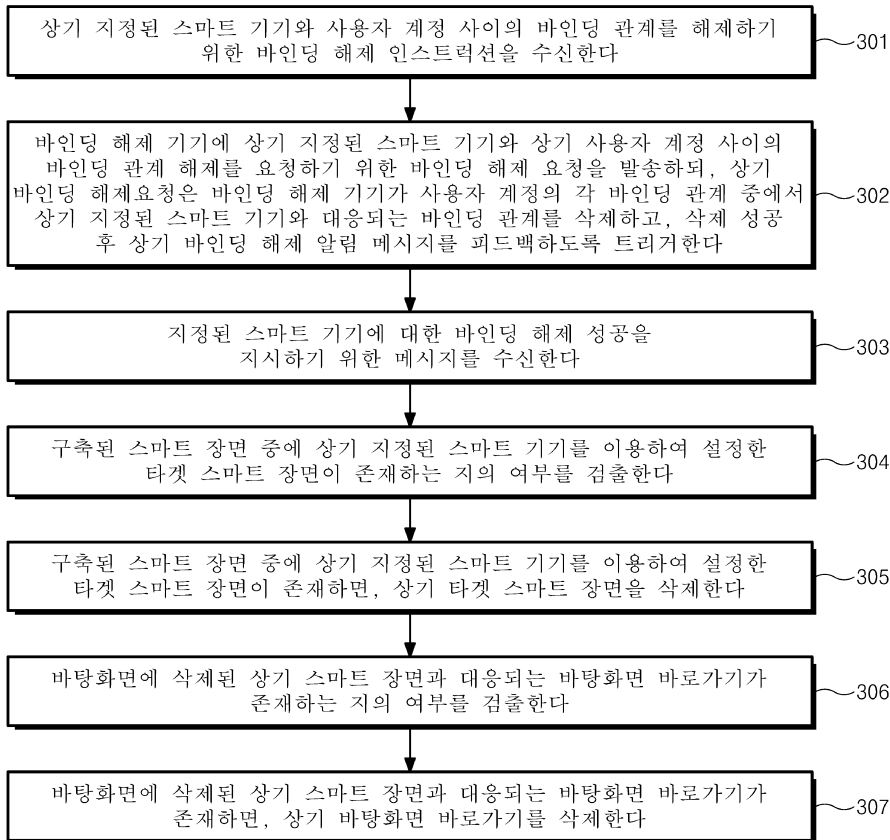 상기 지정된 스마트 기기와 사용자 계정 사이의 바인딩 관계를 해제하기
위한 바인딩 해제 인스트럭션을 수신한다
301
바인딩 해제 기기에 상기 지정된 스마트 기기와 상기 사용자 계정 사이의
바인딩 관계 해제를 요청하기 위한 바인딩 해제 요청을 발송하되, 상기
바인딩 해제요청은 바인딩 해제 기기가 사용자 계정의 각 바인딩 관계 중에서
상기 지정된 스마트 기기와 대응되는 바인딩 관계를 삭제하고, 삭제 성공
후 상기 바인딩 해제 알림 메시지를 피드백하도록 트리거한다
302
지정된 스마트 기기에 대한 바인딩 해제 성공을
지시하기 위한 메시지를 수신한다
303
구축된 스마트 장면 중에 상기 지정된 스마트 기기를 이용하여 설정한
타겟 스마트 장면이 존재하는 지의 여부를 검출한다
304
구축된 스마트 장면 중에 상기 지정된 스마트 기기를 이용하여 설정한
타겟 스마트 장면이 존재하면, 상기 타겟 스마트 장면을 삭제한다
305
바탕화면에 삭제된 상기 스마트 장면과 대응되는 바탕화면 바로가기가
존재하는 지의 여부를 검출한다
306
바탕화면에 삭제된 상기 스마트 장면과 대응되는 바탕화면 바로가기가
존재하면, 상기 바탕화면 바로가기를 삭제한다
307